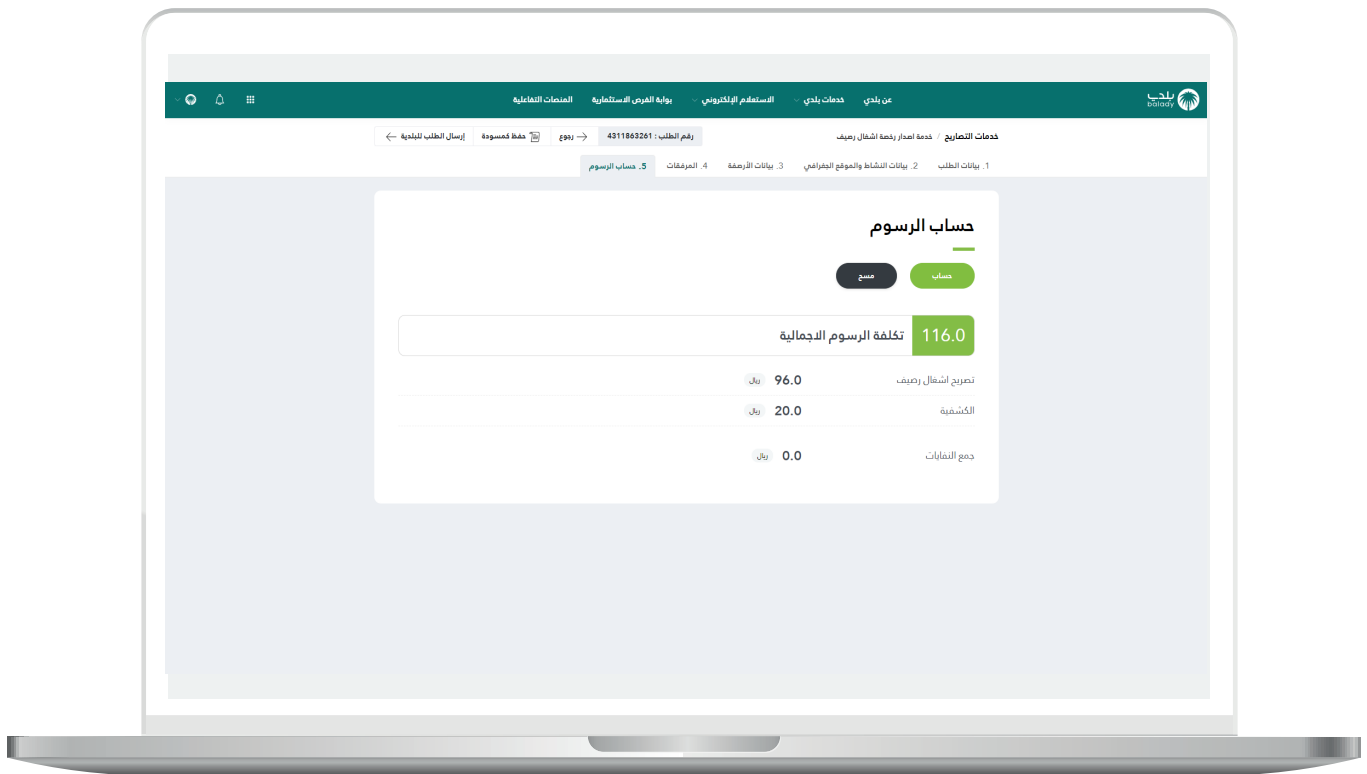 بلدي
balady
عن بلدي خدمات بلدي الاستعلام الإلكتروني بوابة الفرص الاستثمارية المنصات التفاعلية
خدمات التصاريح / خدمة اصدار رخصة اشغال رصيف رقم الطلب : 4311863261 رجوع حفظ كمسودة إرسال الطلب للبلدية
1. بيانات الطلب 2. بيانات النشاط والموقع الجغرافي 3. بيانات الأرصفة 4. المرفقات 5. حساب الرسوم
حساب الرسوم
حساب مسح
116.0 تكلفة الرسوم الاجمالية
تصريح اشغال رصيف 96.0 ريال
الكشفية 20.0 ريال
جمع النفايات 0.0 ريال